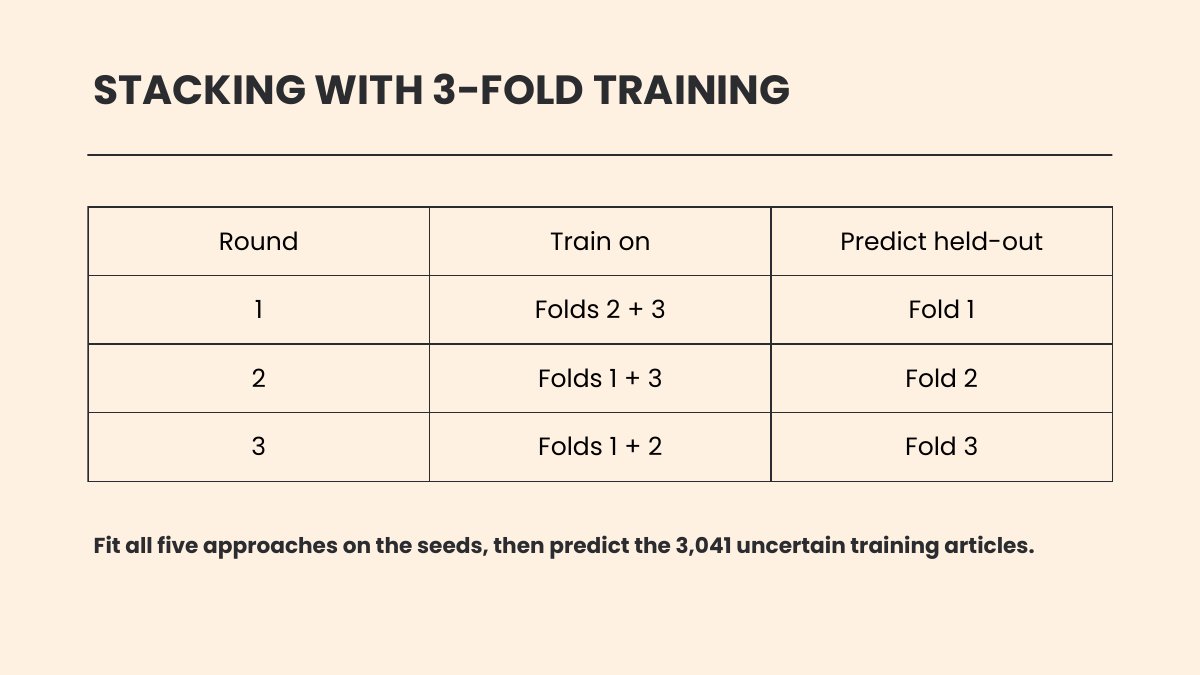 STACKING WITH 3-FOLD TRAINING
Round Train on Predict held-out
1 Folds 2 + 3 Fold 1
2 Folds 1 + 3 Fold 2
3 Folds 1 + 2 Fold 3
Fit all five approaches on the seeds, then predict the 3,041 uncertain training articles.